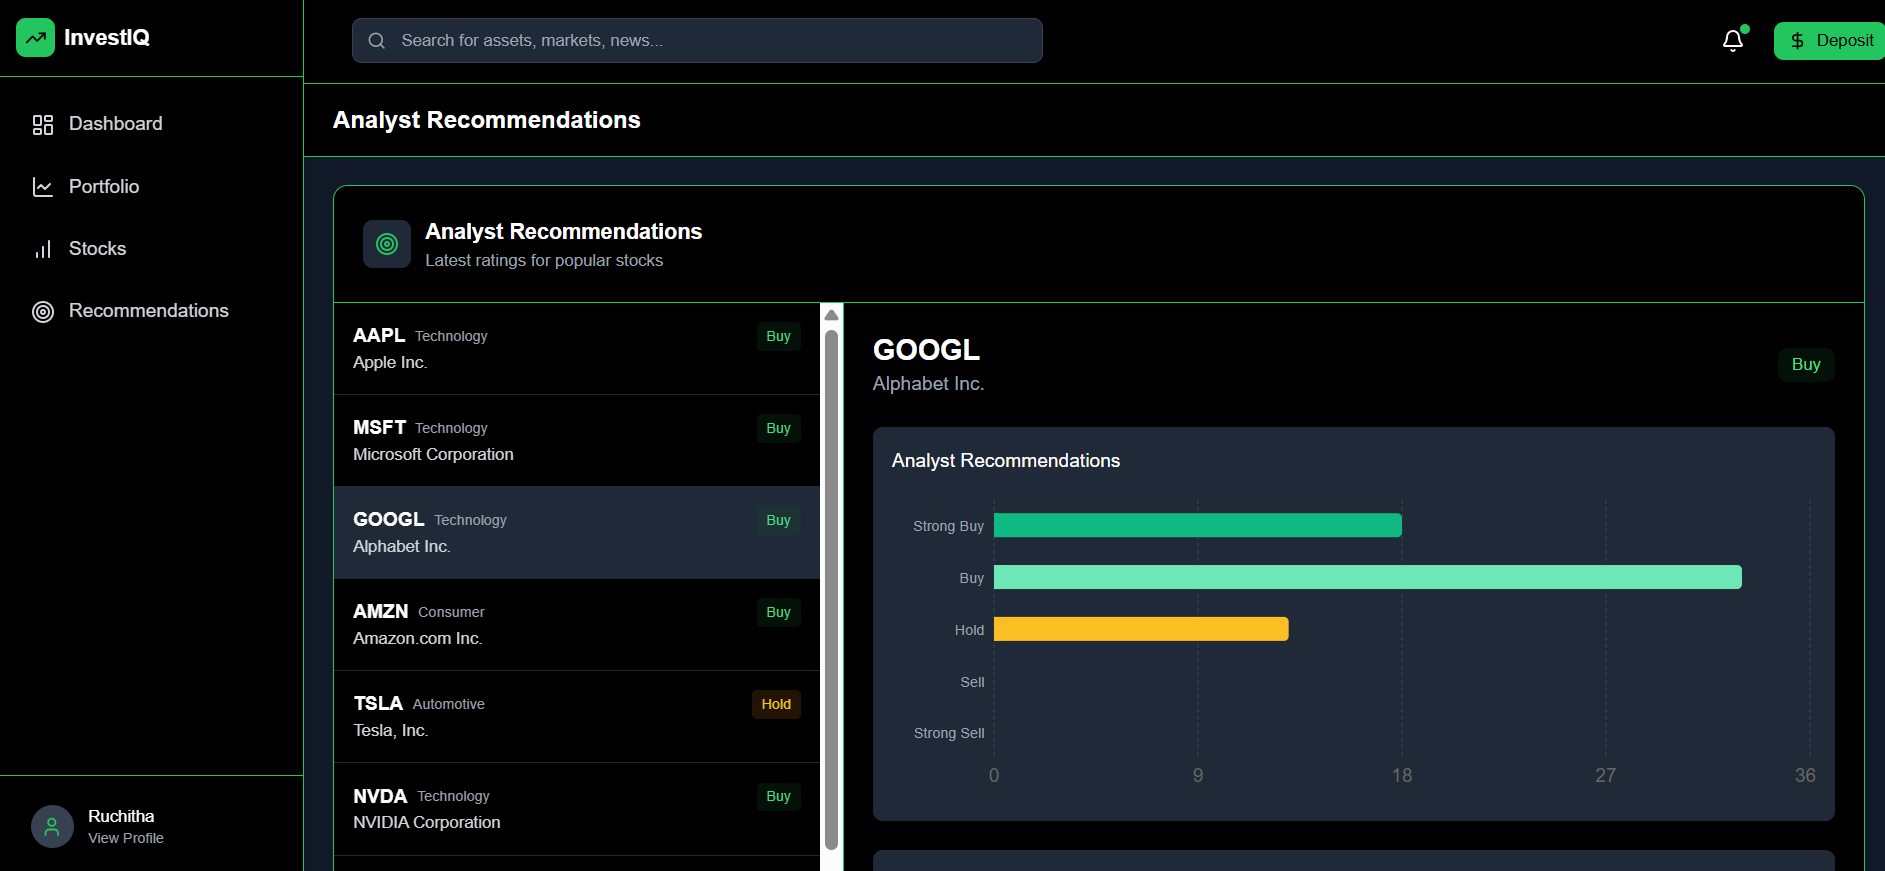 InvestIQ
Search for assets, markets, news...
Deposit
Dashboard
Portfolio
Stocks
Recommendations
Ruchitha
View Profile
Analyst Recommendations
Analyst Recommendations
Latest ratings for popular stocks
AAPL Technology Buy
Apple Inc.
MSFT Technology Buy
Microsoft Corporation
GOOGL Technology Buy
Alphabet Inc.
AMZN Consumer Buy
Amazon.com Inc.
TSLA Automotive Hold
Tesla, Inc.
NVDA Technology Buy
NVIDIA Corporation
GOOGL
Alphabet Inc.
Buy
Analyst Recommendations
Strong Buy
Buy
Hold
Sell
Strong Sell
0 9 18 27 36